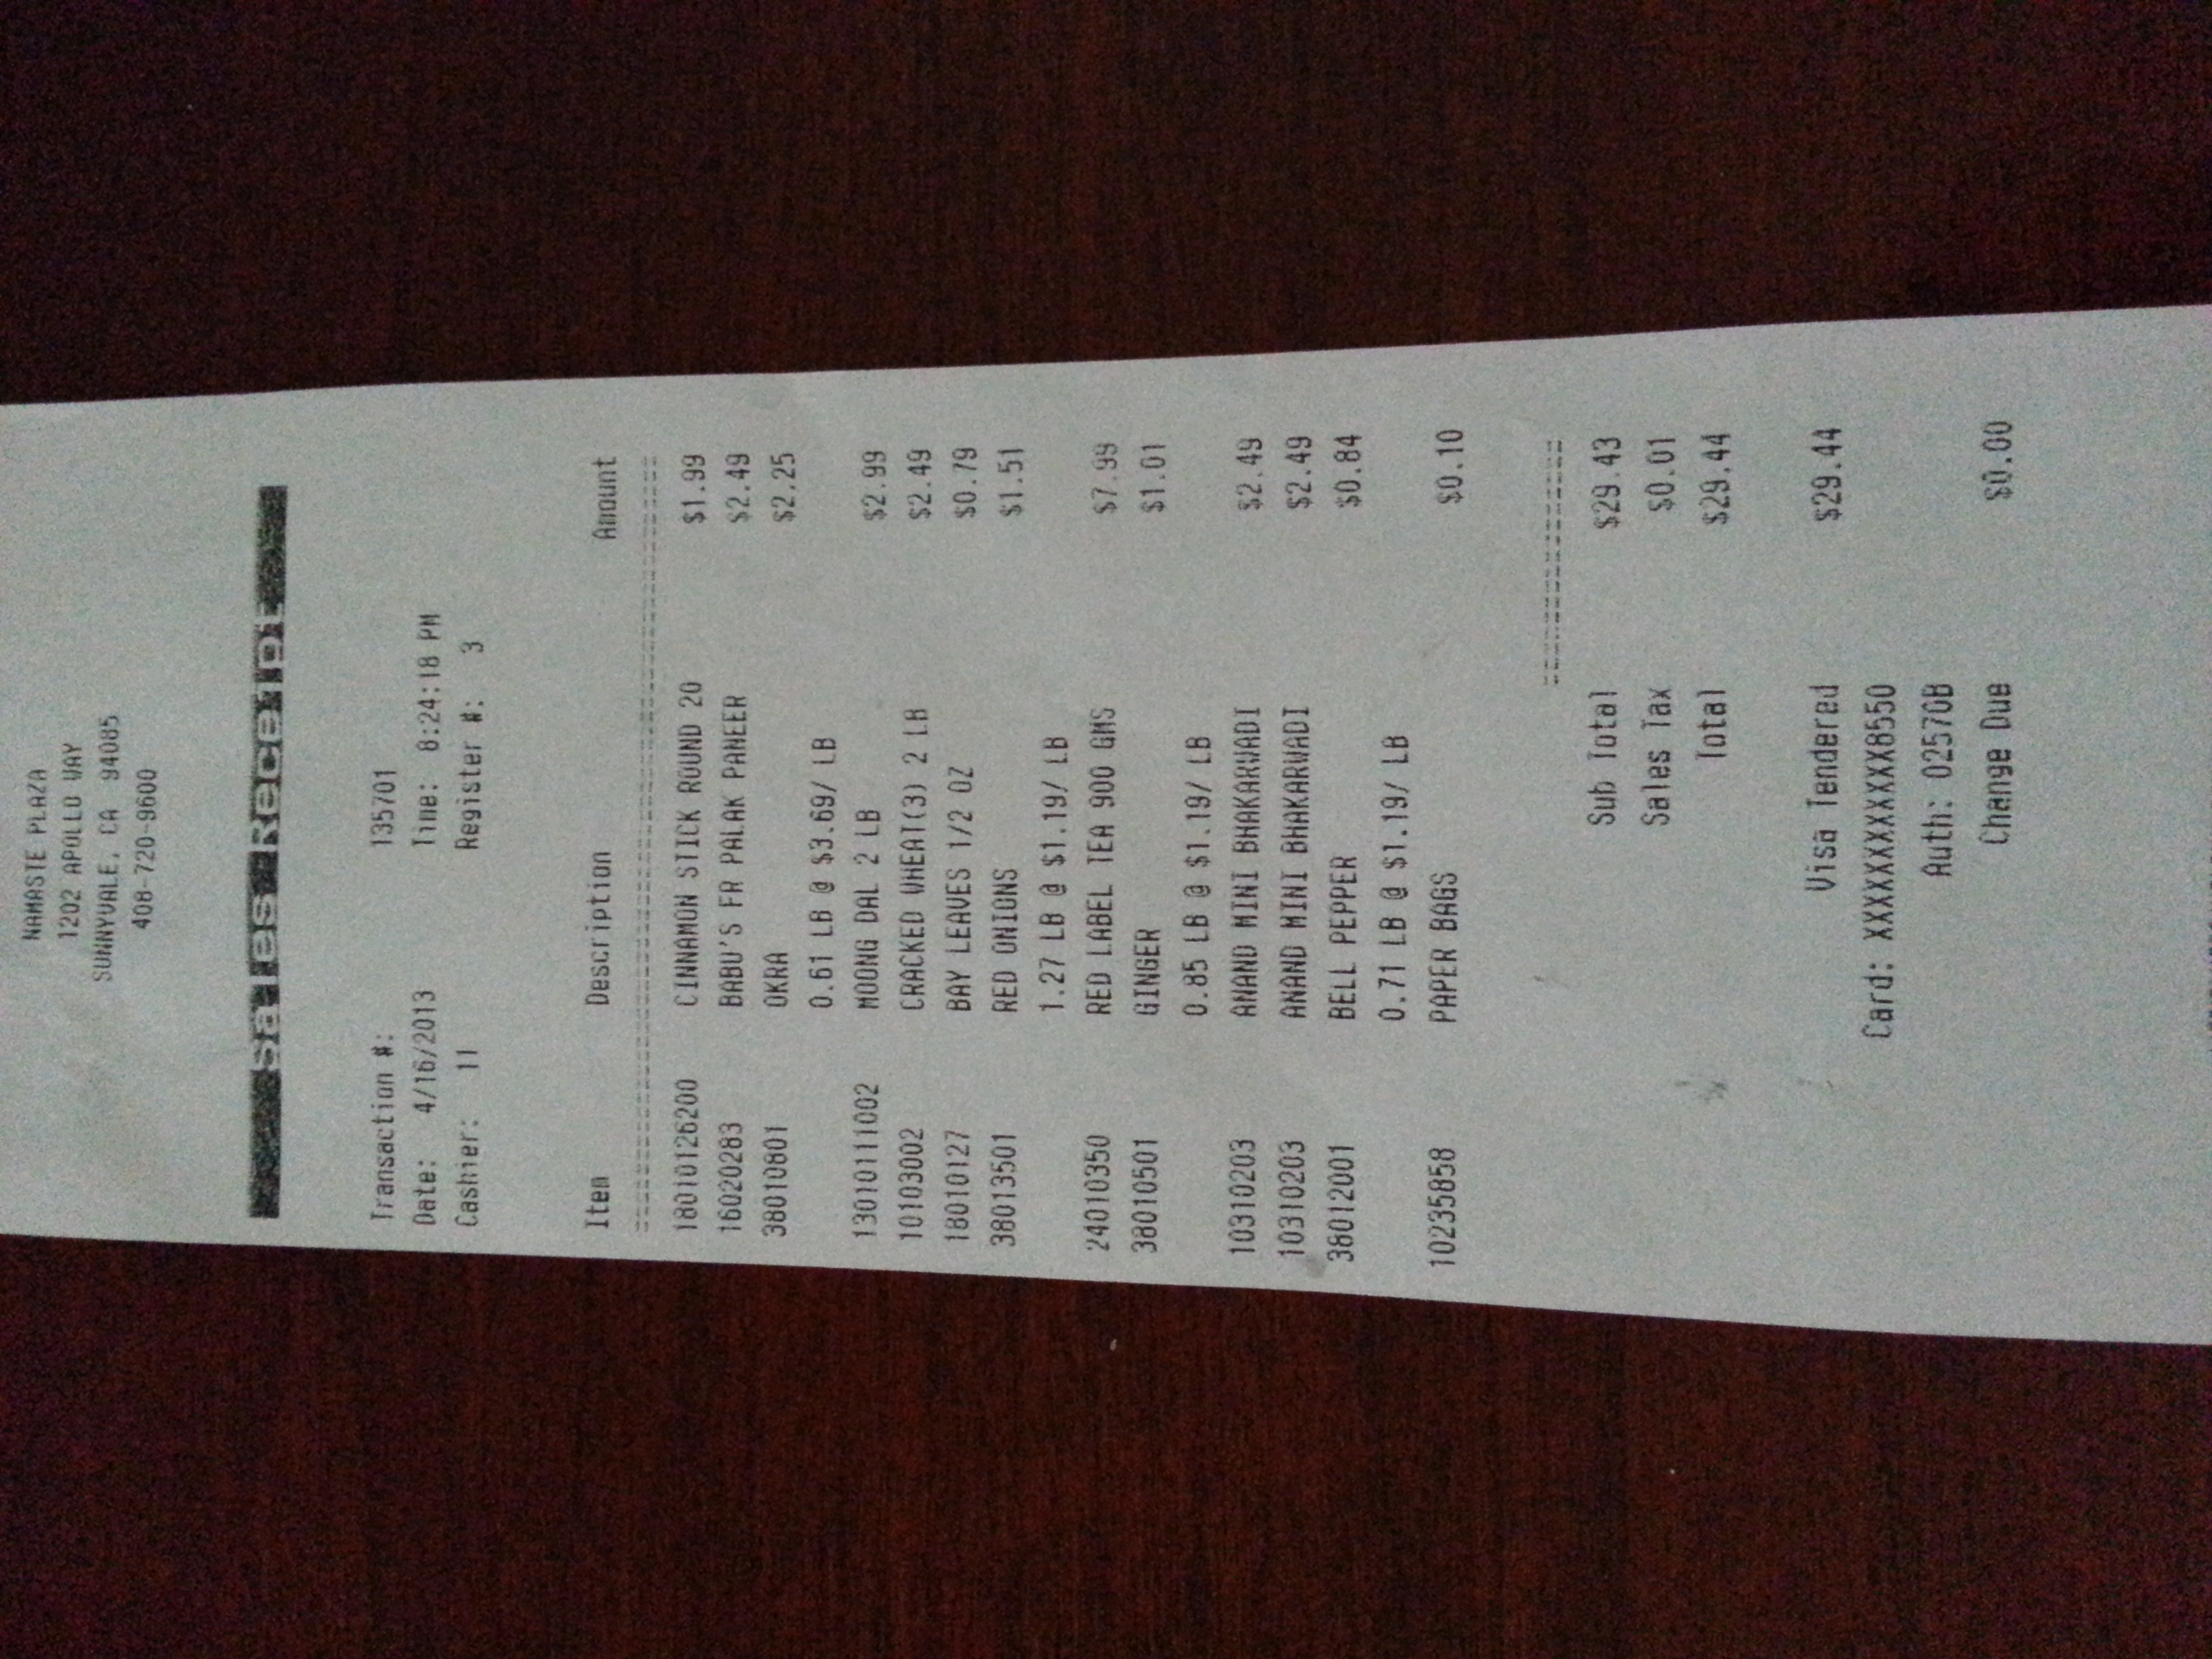 NAMASTE PLAZA
1202 APOLLO WAY
SUNNYVALE, CA 94085
408-720-9600
Sales Receipt
Transaction #: 135701
Date: 4/16/2013 Time: 8:24:18 PM
Cashier: 11 Register #: 3
Item Description Amount
18010126200 CINNAMON STICK ROUND 20 $1.99
16020283 BABU'S FR PALAK PANEER $2.49
38010801 OKRA $2.25
0.61 LB @ $3.69/ LB
13010111002 MOONG DAL 2 LB $2.99
10103002 CRACKED WHEAT(3) 2 LB $2.49
18010127 BAY LEAVES 1/2 OZ $0.79
38013501 RED ONIONS $1.51
1.27 LB @ $1.19/ LB
24010350 RED LABEL TEA 900 GMS $7.99
38010501 GINGER $1.01
0.85 LB @ $1.19/ LB
10310203 ANAND MINI BHAKARWADI $2.49
10310203 ANAND MINI BHAKARWADI $2.49
38012001 BELL PEPPER $0.84
0.71 LB @ $1.19/ LB
10235858 PAPER BAGS $0.10
Sub Total $29.43
Sales Tax $0.01
Total $29.44
Visa Tendered $29.44
Card: XXXXXXXXXXXX8550
Auth: 02570B
Change Due $0.00